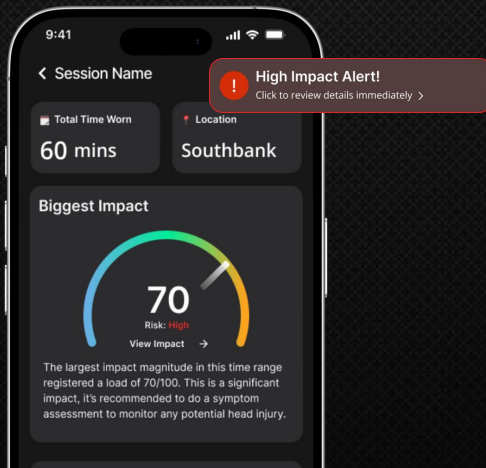 9:41
Session Name
High Impact Alert!
Click to review details immediately >
Total Time Worn
60 mins
Location
Southbank
Biggest Impact
70
Risk: High
View Impact →
The largest impact magnitude in this time range
registered a load of 70/100. This is a significant
impact, it's recommended to do a symptom
assessment to monitor any potential head injury.